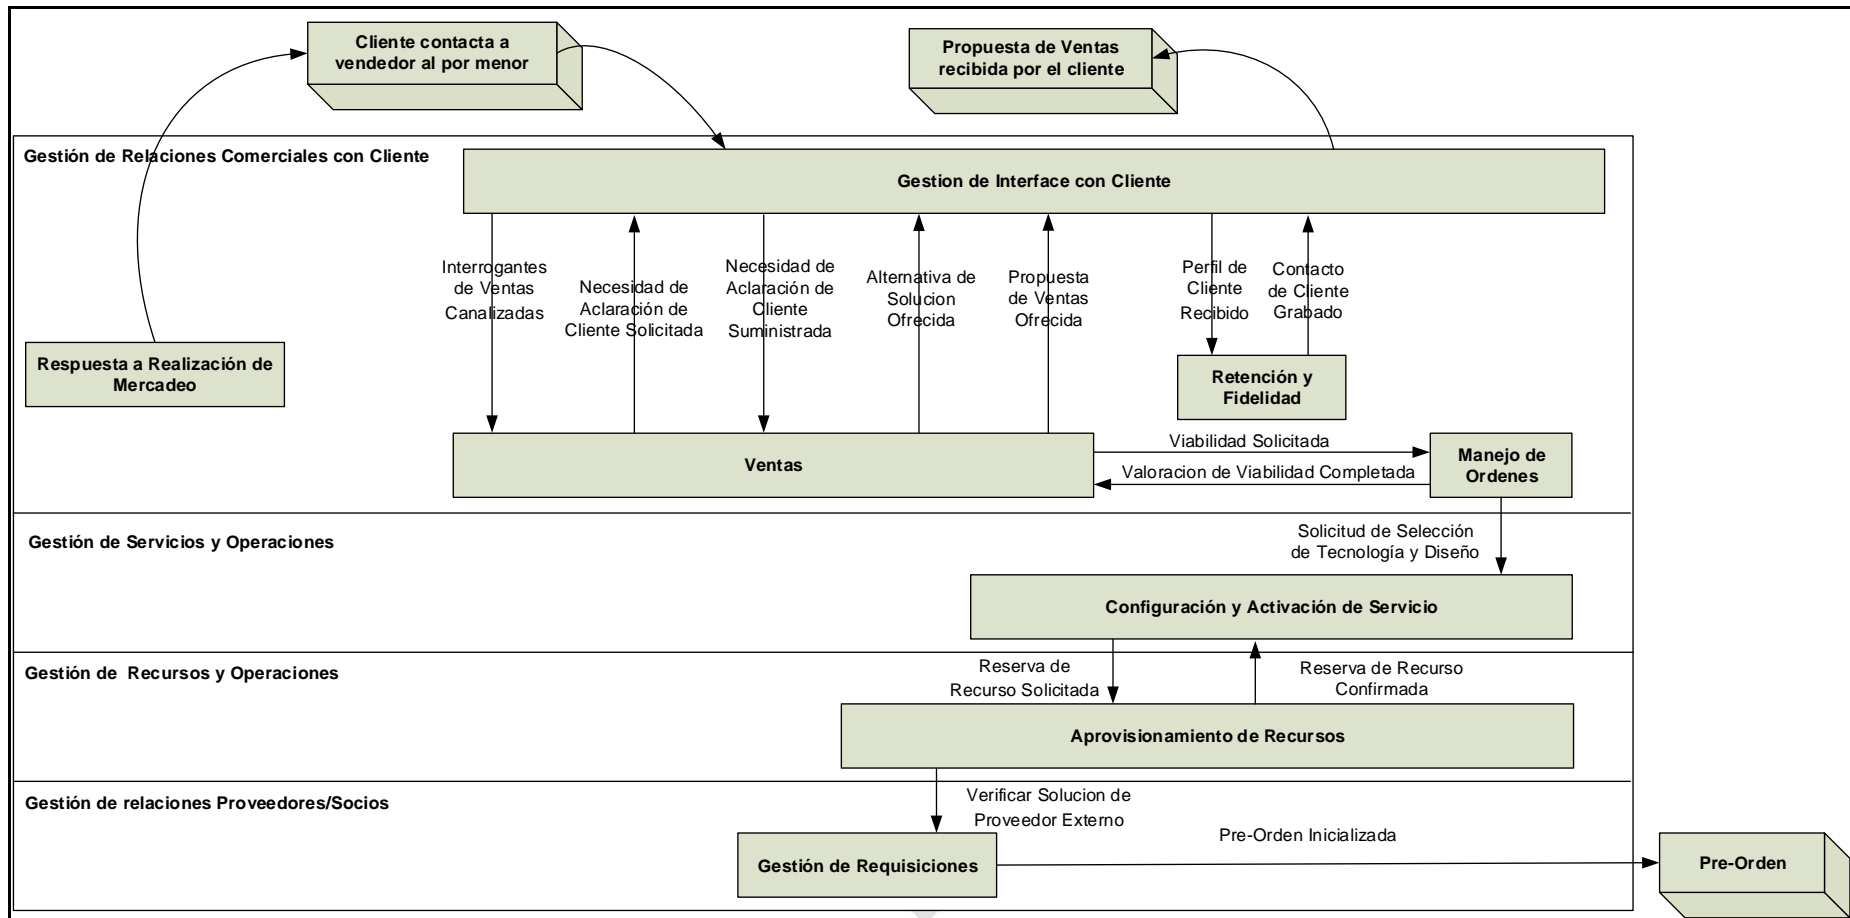 Cliente contacta a
vendedor al por menor
Propuesta de Ventas
recibida por el cliente
Gestión de Relaciones Comerciales con Cliente
Gestion de Interface con Cliente
Interrogantes
de Ventas
Canalizadas
Necesidad de
Aclaración de
Cliente Solicitada
Necesidad de
Aclaración de
Cliente
Suministrada
Alternativa de
Solucion
Ofrecida
Propuesta
de Ventas
Ofrecida
Perfil de
Cliente
Recibido
Contacto
de Cliente
Grabado
Respuesta a Realización de
Mercadeo
Retención y
Fidelidad
Ventas
Viabilidad Solicitada
Valoracion de Viabilidad Completada
Manejo de
Ordenes
Gestión de Servicios y Operaciones
Solicitud de Selección
de Tecnología y Diseño
Configuración y Activación de Servicio
Gestión de  Recursos y Operaciones
Reserva de
Recurso Solicitada
Reserva de Recurso
Confirmada
Aprovisionamiento de Recursos
Gestión de relaciones Proveedores/Socios
Verificar Solucion de
Proveedor Externo
Gestión de Requisiciones
Pre-Orden Inicializada
Pre-Orden